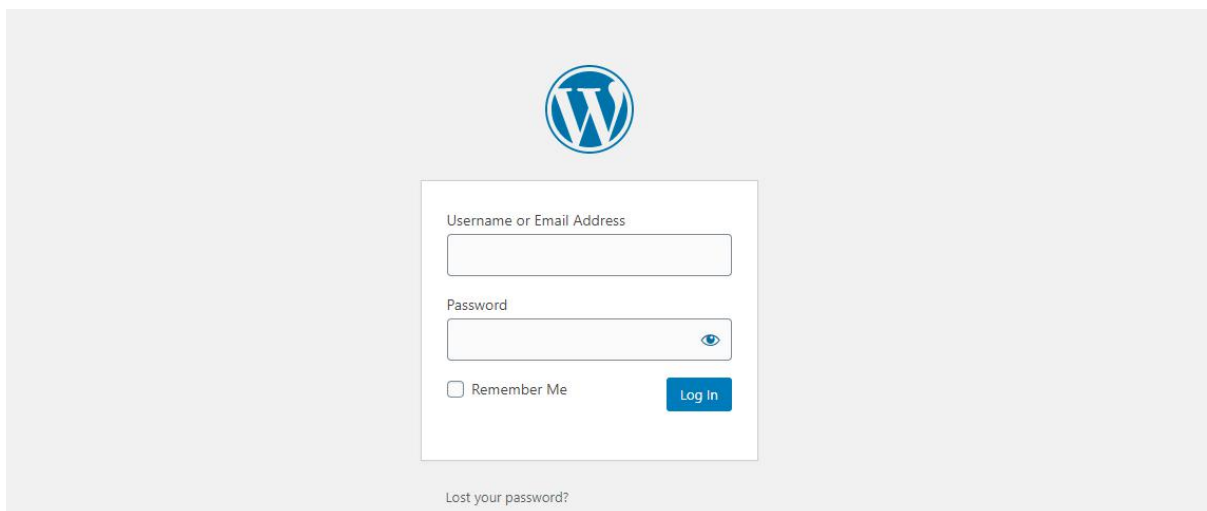 Username or Email Address
Password
Remember Me
Log In
Lost your password?